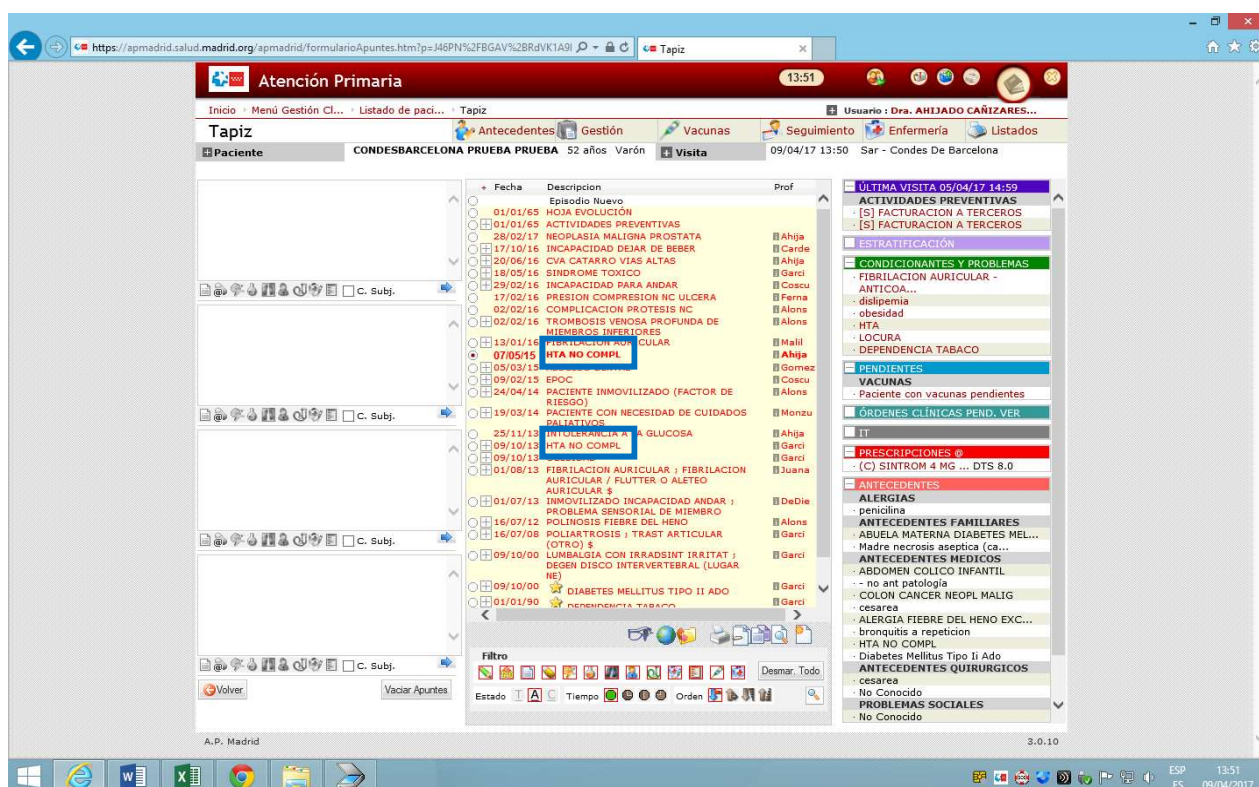 https://apmadrid.salud.madrid.org/apmadrid/formularioApuntes.htm?p=J46PN%2FBGAV%2BRdVK1A9I
Tapiz
Atención Primaria
13:51
Inicio Menú Gestión Cl... Listado de paci... Tapiz
Usuario : Dra. AHIJADO CAÑIZARES...
Tapiz
Antecedentes Gestión Vacunas Seguimiento Enfermería Listados
Paciente CONDESBARCELONA PRUEBA PRUEBA 52 años Varón Visita 09/04/17 13:50 Sar - Condes De Barcelona
C. Subj.
C. Subj.
C. Subj.
C. Subj.
Volver Vaciar Apuntes
Fecha Descripcion Prof
Episodio Nuevo
01/01/65 HOJA EVOLUCIÓN
01/01/65 ACTIVIDADES PREVENTIVAS
28/02/17 NEOPLASIA MALIGNA PROSTATA Ahija
17/10/16 INCAPACIDAD DEJAR DE BEBER Carde
20/06/16 CVA CATARRO VIAS ALTAS Ahija
18/05/16 SINDROME TOXICO Garci
29/02/16 INCAPACIDAD PARA ANDAR Coscu
17/02/16 PRESION COMPRESION NC ULCERA Ferna
02/02/16 COMPLICACION PROTESIS NC Alons
02/02/16 TROMBOSIS VENOSA PROFUNDA DE
MIEMBROS INFERIORES Alons
13/01/16 FIBRILACION AURICULAR Malil
07/05/15 HTA NO COMPL Ahija
05/03/15 Gomez
09/02/15 EPOC Coscu
24/04/14 PACIENTE INMOVILIZADO (FACTOR DE
RIESGO) Alons
19/03/14 PACIENTE CON NECESIDAD DE CUIDADOS
PALIATIVOS Monzu
25/11/13 INTOLERANCIA A LA GLUCOSA Ahija
09/10/13 HTA NO COMPL Garci
09/10/13 Garci
01/08/13 FIBRILACION AURICULAR ; FIBRILACION
AURICULAR / FLUTTER O ALETEO
AURICULAR $ Juana
01/07/13 INMOVILIZADO INCAPACIDAD ANDAR ;
PROBLEMA SENSORIAL DE MIEMBRO DeDie
16/07/12 POLINOSIS FIEBRE DEL HENO Alons
16/07/08 POLIARTROSIS ; TRAST ARTICULAR
(OTRO) $ Garci
09/10/00 LUMBALGIA CON IRRADSINT IRRITAT ;
DEGEN DISCO INTERVERTEBRAL (LUGAR
NE) Garci
09/10/00 DIABETES MELLITUS TIPO II ADO Garci
01/01/90 DEPENDENCIA TABACO Garci
Filtro
Desmar. Todo
Estado T A C Tiempo Orden
ÚLTIMA VISITA 05/04/17 14:59
ACTIVIDADES PREVENTIVAS
· [S] FACTURACION A TERCEROS
· [S] FACTURACION A TERCEROS
ESTRATIFICACIÓN
CONDICIONANTES Y PROBLEMAS
· FIBRILACION AURICULAR -
ANTICOA...
· dislipemia
· obesidad
· HTA
· LOCURA
· DEPENDENCIA TABACO
PENDIENTES
VACUNAS
· Paciente con vacunas pendientes
ÓRDENES CLÍNICAS PEND. VER
IT
PRESCRIPCIONES @
· (C) SINTROM 4 MG ... DTS 8.0
ANTECEDENTES
ALERGIAS
· penicilina
ANTECEDENTES FAMILIARES
· ABUELA MATERNA DIABETES MEL...
· Madre necrosis aseptica (ca...
ANTECEDENTES MEDICOS
· ABDOMEN COLICO INFANTIL
· - no ant patología
· COLON CANCER NEOPL MALIG
· cesarea
· ALERGIA FIEBRE DEL HENO EXC...
· bronquitis a repeticion
· HTA NO COMPL
· Diabetes Mellitus Tipo Ii Ado
ANTECEDENTES QUIRURGICOS
· cesarea
· No Conocido
PROBLEMAS SOCIALES
· No Conocido
A.P. Madrid 3.0.10
ESP 13:51
ES 09/04/2017